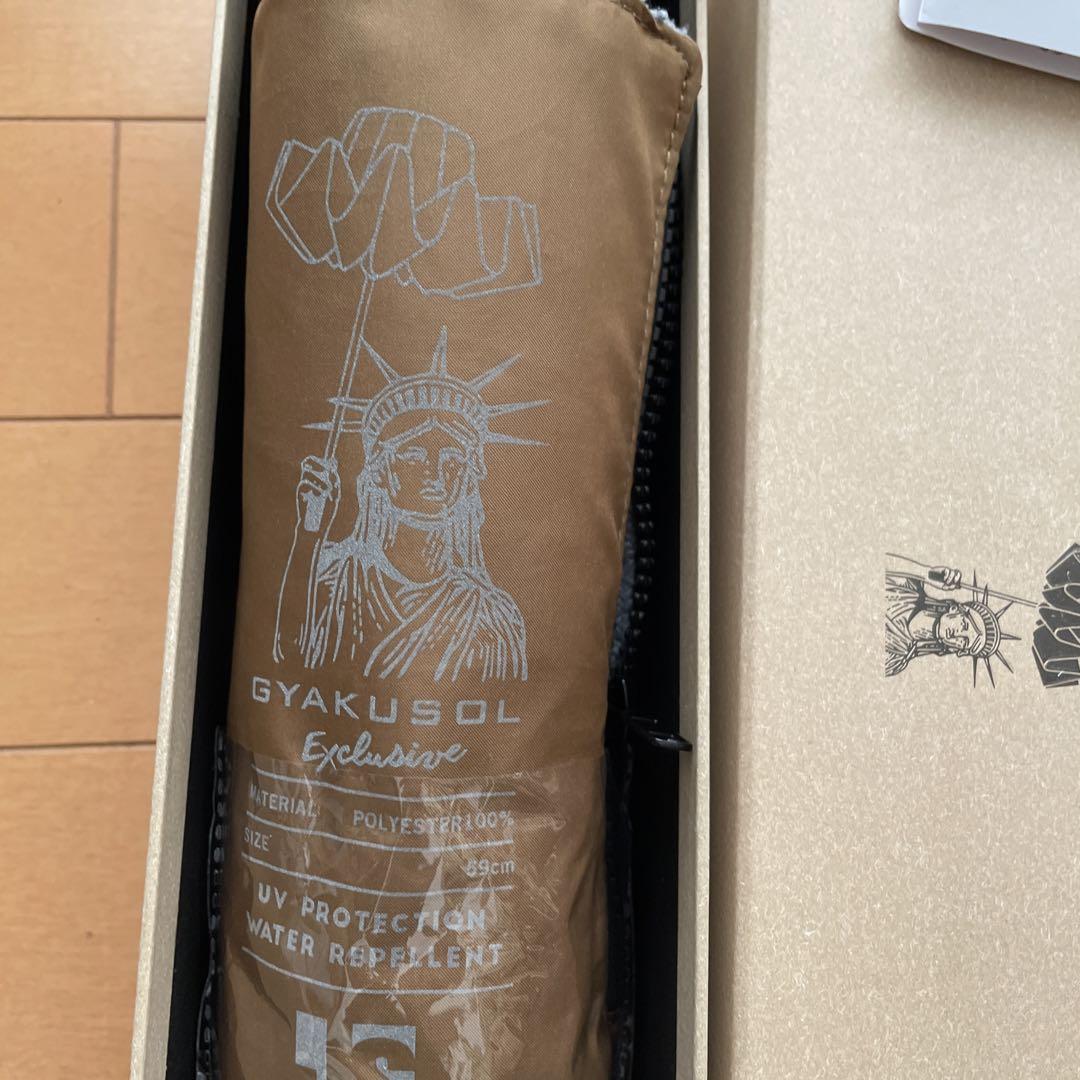 GYAKUSOL
Exclusive
MATERIAL POLYESTER100%
SIZE 59cm
UV PROTECTION
WATER REPELLENT